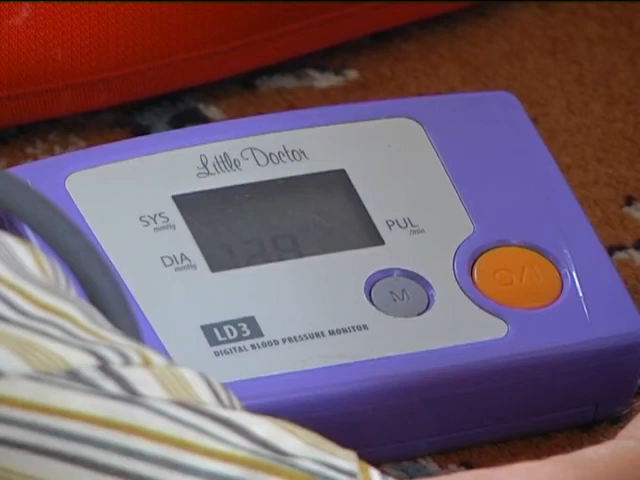 Little Doctor
SYS
mmHg
PUL
/min
DIA
mmHg
M
O/I
LD3
DIGITAL BLOOD PRESSURE MONITOR